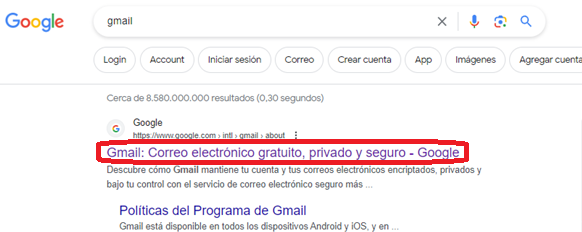 Google
gmail
Login Account Iniciar sesión Correo Crear cuenta App Imágenes Agregar cuenta
Cerca de 8.580.000.000 resultados (0,30 segundos)
G
Google
https://www.google.com › intl › gmail › about
Gmail: Correo electrónico gratuito, privado y seguro - Google
Descubre cómo Gmail mantiene tu cuenta y tus correos electrónicos encriptados, privados y
bajo tu control con el servicio de correo electrónico seguro más ...
Políticas del Programa de Gmail
Gmail está disponible en todos los dispositivos Android y iOS, y en ...